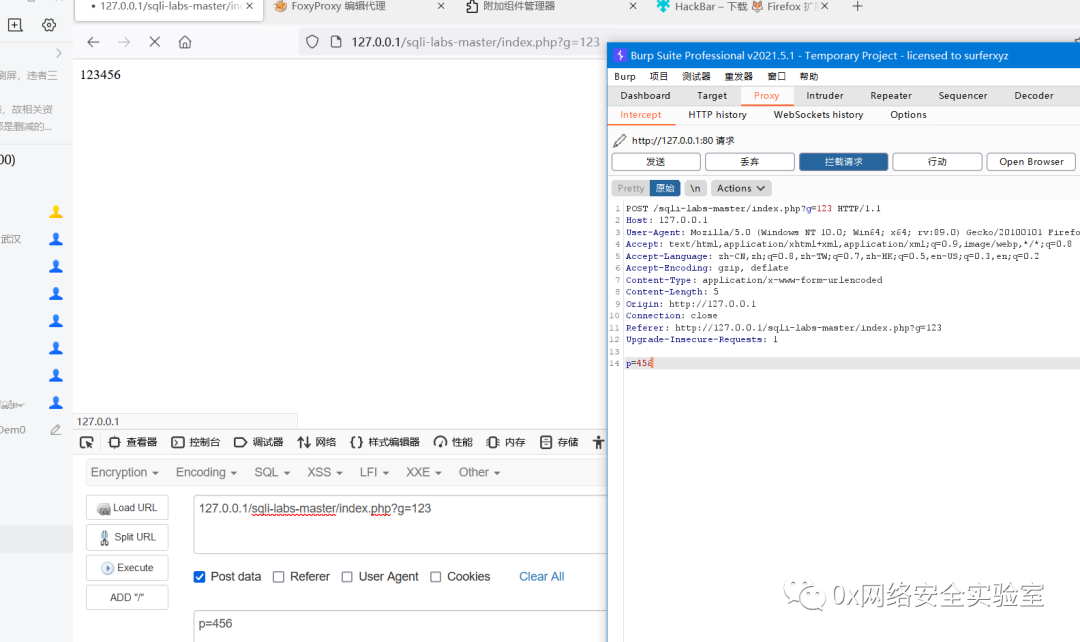 127.0.0.1/sqli-labs-master/in
FoxyProxy 编辑代理
附加组件管理器
HackBar – 下载 🦊 Firefox 扩
127.0.0.1/sqli-labs-master/index.php?g=123
123456
刷屏，违者三
，故相关资
都是删减的...
00)
武汉
Dem0
127.0.0.1
查看器 控制台 调试器 网络 样式编辑器 性能 内存 存储
Encryption Encoding SQL XSS LFI XXE Other
Load URL
127.0.0.1/sqli-labs-master/index.php?g=123
Split URL
Execute
Post data Referer User Agent Cookies Clear All
ADD "/"
p=456
Burp Suite Professional v2021.5.1 - Temporary Project - licensed to surferxyz
Burp 项目 测试器 重发器 窗口 帮助
Dashboard Target Proxy Intruder Repeater Sequencer Decoder
Intercept HTTP history WebSockets history Options
http://127.0.0.1:80 请求
发送 丢弃 拦截请求 行动 Open Browser
Pretty 原始 \n Actions
1 POST /sqli-labs-master/index.php?g=123 HTTP/1.1
2 Host: 127.0.0.1
3 User-Agent: Mozilla/5.0 (Windows NT 10.0; Win64; x64; rv:89.0) Gecko/20100101 Firefo
4 Accept: text/html,application/xhtml+xml,application/xml;q=0.9,image/webp,*/*;q=0.8
5 Accept-Language: zh-CN,zh;q=0.8,zh-TW;q=0.7,zh-HK;q=0.5,en-US;q=0.3,en;q=0.2
6 Accept-Encoding: gzip, deflate
7 Content-Type: application/x-www-form-urlencoded
8 Content-Length: 5
9 Origin: http://127.0.0.1
10 Connection: close
11 Referer: http://127.0.0.1/sqli-labs-master/index.php?g=123
12 Upgrade-Insecure-Requests: 1
13
14 p=456
0x网络安全实验室